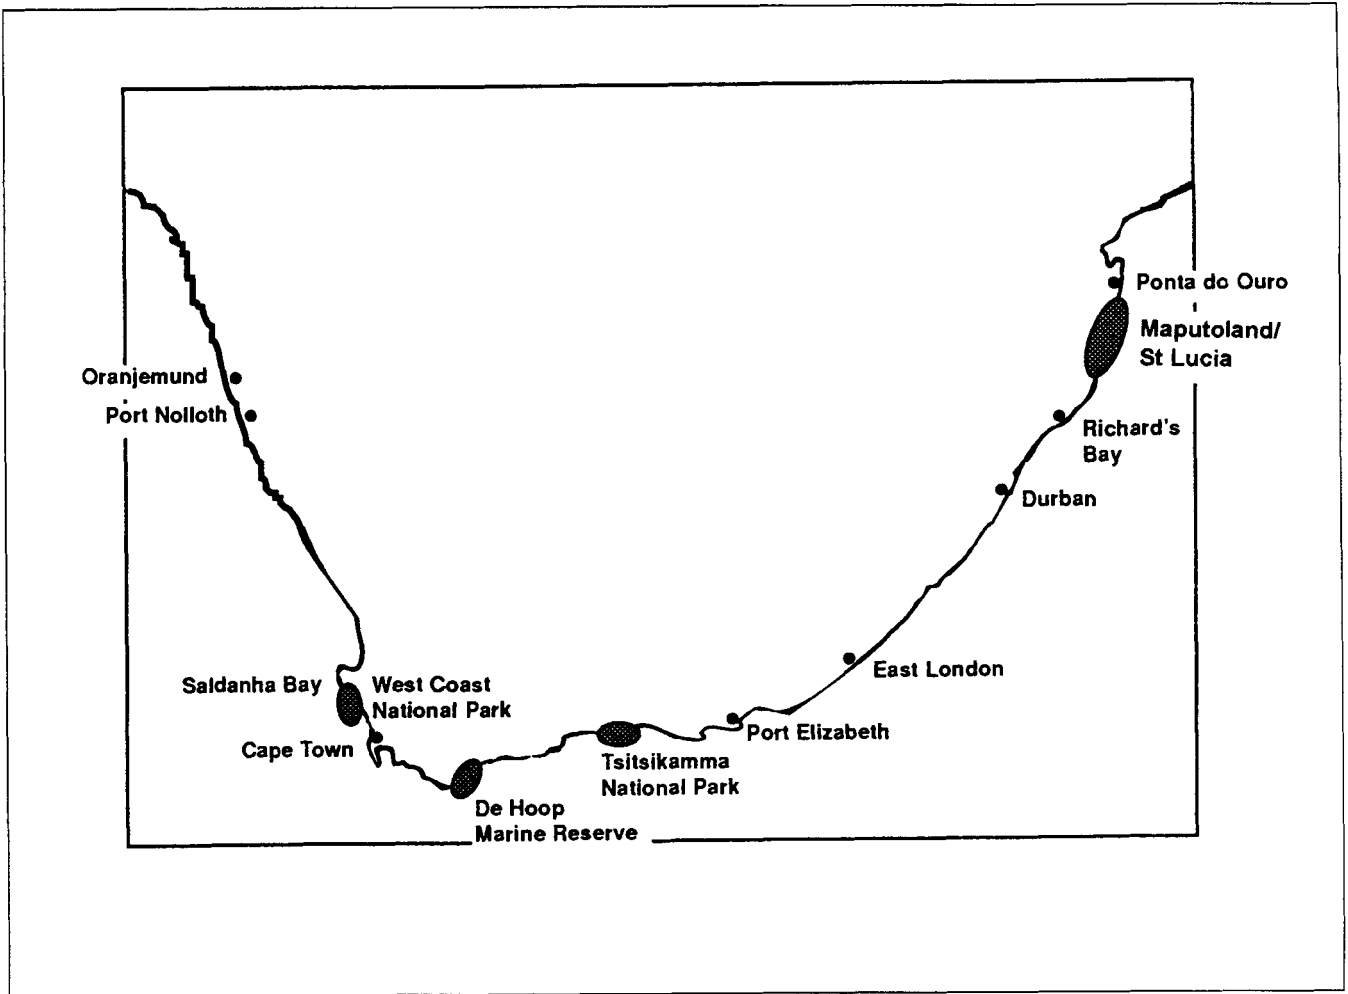 Ponta do Ouro
Maputoland/
St Lucia
Oranjemund
Port Nolloth
Richard's
Bay
Durban
East London
Saldanha Bay
West Coast
National Park
Port Elizabeth
Cape Town
Tsitsikamma
National Park
De Hoop
Marine Reserve